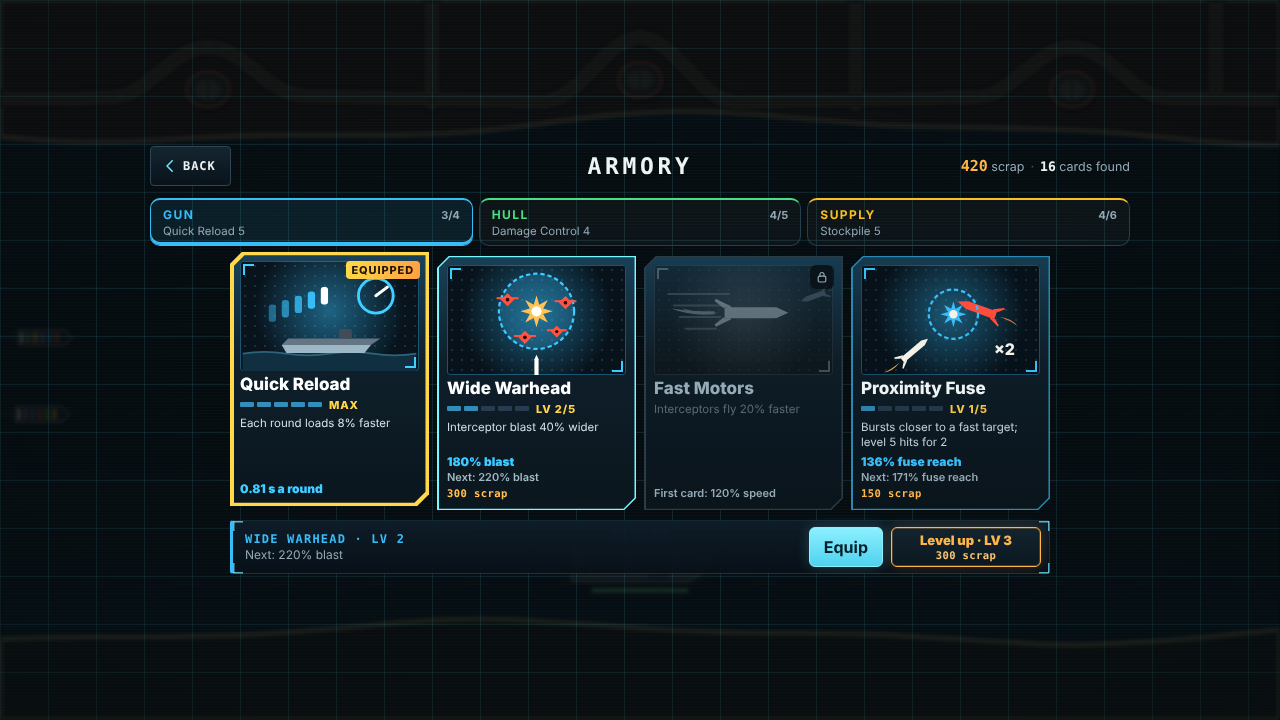 BACK
ARMORY
420 scrap · 16 cards found
GUN 3/4
Quick Reload 5
HULL 4/5
Damage Control 4
SUPPLY 4/6
Stockpile 5
EQUIPPED
Quick Reload
MAX
Each round loads 8% faster
0.81 s a round
Wide Warhead
LV 2/5
Interceptor blast 40% wider
180% blast
Next: 220% blast
300 scrap
Fast Motors
Interceptors fly 20% faster
First card: 120% speed
×2
Proximity Fuse
LV 1/5
Bursts closer to a fast target;
level 5 hits for 2
136% fuse reach
Next: 171% fuse reach
150 scrap
WIDE WARHEAD · LV 2
Next: 220% blast
Equip
Level up · LV 3
300 scrap